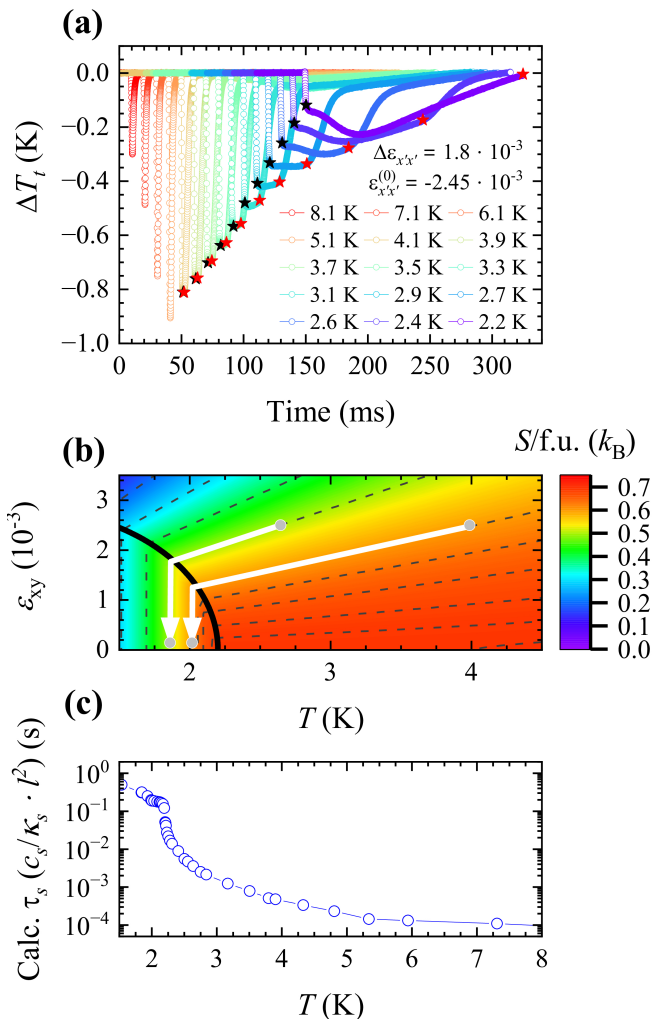 (a)
ΔT_t (K)
0.0
−0.2
−0.4
−0.6
−0.8
−1.0
Δε_{x'x'} = 1.8 · 10^{-3}
ε_{x'x'}^{(0)} = -2.45 · 10^{-3}
8.1 K 7.1 K 6.1 K
5.1 K 4.1 K 3.9 K
3.7 K 3.5 K 3.3 K
3.1 K 2.9 K 2.7 K
2.6 K 2.4 K 2.2 K
0 50 100 150 200 250 300
Time (ms)
(b)
S/f.u. (k_B)
ε_{xy} (10^{-3})
3
2
1
0
2 3 4
T (K)
0.7
0.6
0.5
0.4
0.3
0.2
0.1
0.0
(c)
Calc. τ_s (c_s/κ_s · l^2) (s)
10^0
10^{-1}
10^{-2}
10^{-3}
10^{-4}
2 3 4 5 6 7 8
T (K)